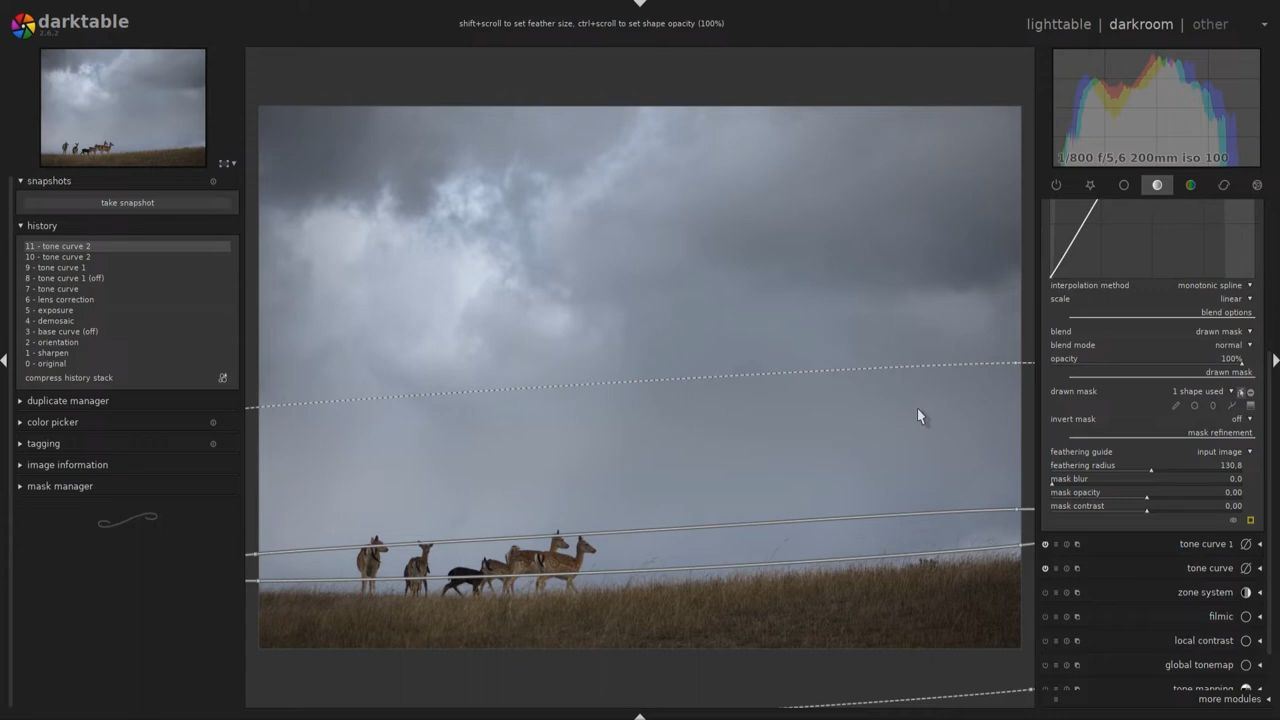 darktable
2.6.2
shift+scroll to set feather size, ctrl+scroll to set shape opacity (100%)
lighttable | darkroom | other
1/800 f/5,6 200mm iso 100
snapshots
take snapshot
history
11 - tone curve 2
10 - tone curve 2
9 - tone curve 1
8 - tone curve 1 (off)
7 - tone curve
6 - lens correction
5 - exposure
4 - demosaic
3 - base curve (off)
2 - orientation
1 - sharpen
0 - original
compress history stack
duplicate manager
color picker
tagging
image information
mask manager
interpolation method monotonic spline
scale linear
blend options
blend drawn mask
blend mode normal
opacity 100%
drawn mask
drawn mask 1 shape used
invert mask off
mask refinement
feathering guide input image
feathering radius 130.8
mask blur 0.0
mask opacity 0.00
mask contrast 0.00
tone curve 1
tone curve
zone system
filmic
local contrast
global tonemap
tone mapping
more modules